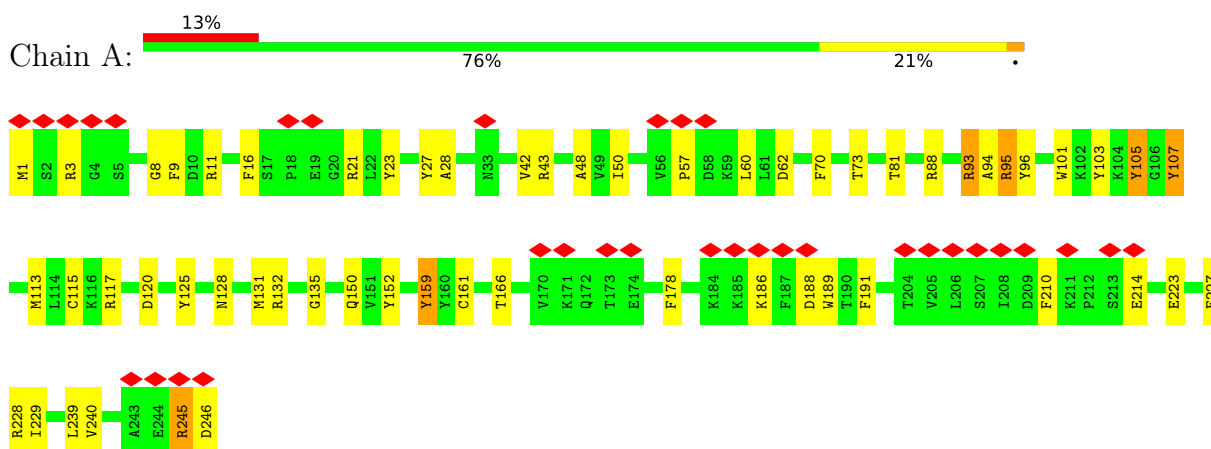 13%
Chain A:
76% 21% •
M1 S2 R3 G4 S5 G8 F9 D10 R11 F16 S17 P18 E19 G20 R21 L22 Y23 Y27 A28 N33 V42 R43 A48 V49 I50 V56 P57 D58 K59 L60 L61 D62 F70 T73 T81 R88 R93 A94 R95 Y96 W101 K102 Y103 K104 Y105 G106 Y107
M113 L114 C115 K116 R117 D120 Y125 N128 M131 R132 G135 Q150 V151 Y152 Y159 Y160 C161 T166 V170 K171 Q172 T173 E174 F178 K184 K185 K186 F187 D188 W189 T190 F191 T204 V205 L206 S207 I208 D209 F210 K211 P212 S213 E214 E223
R228 I229 L239 V240 A243 E244 R245 D246